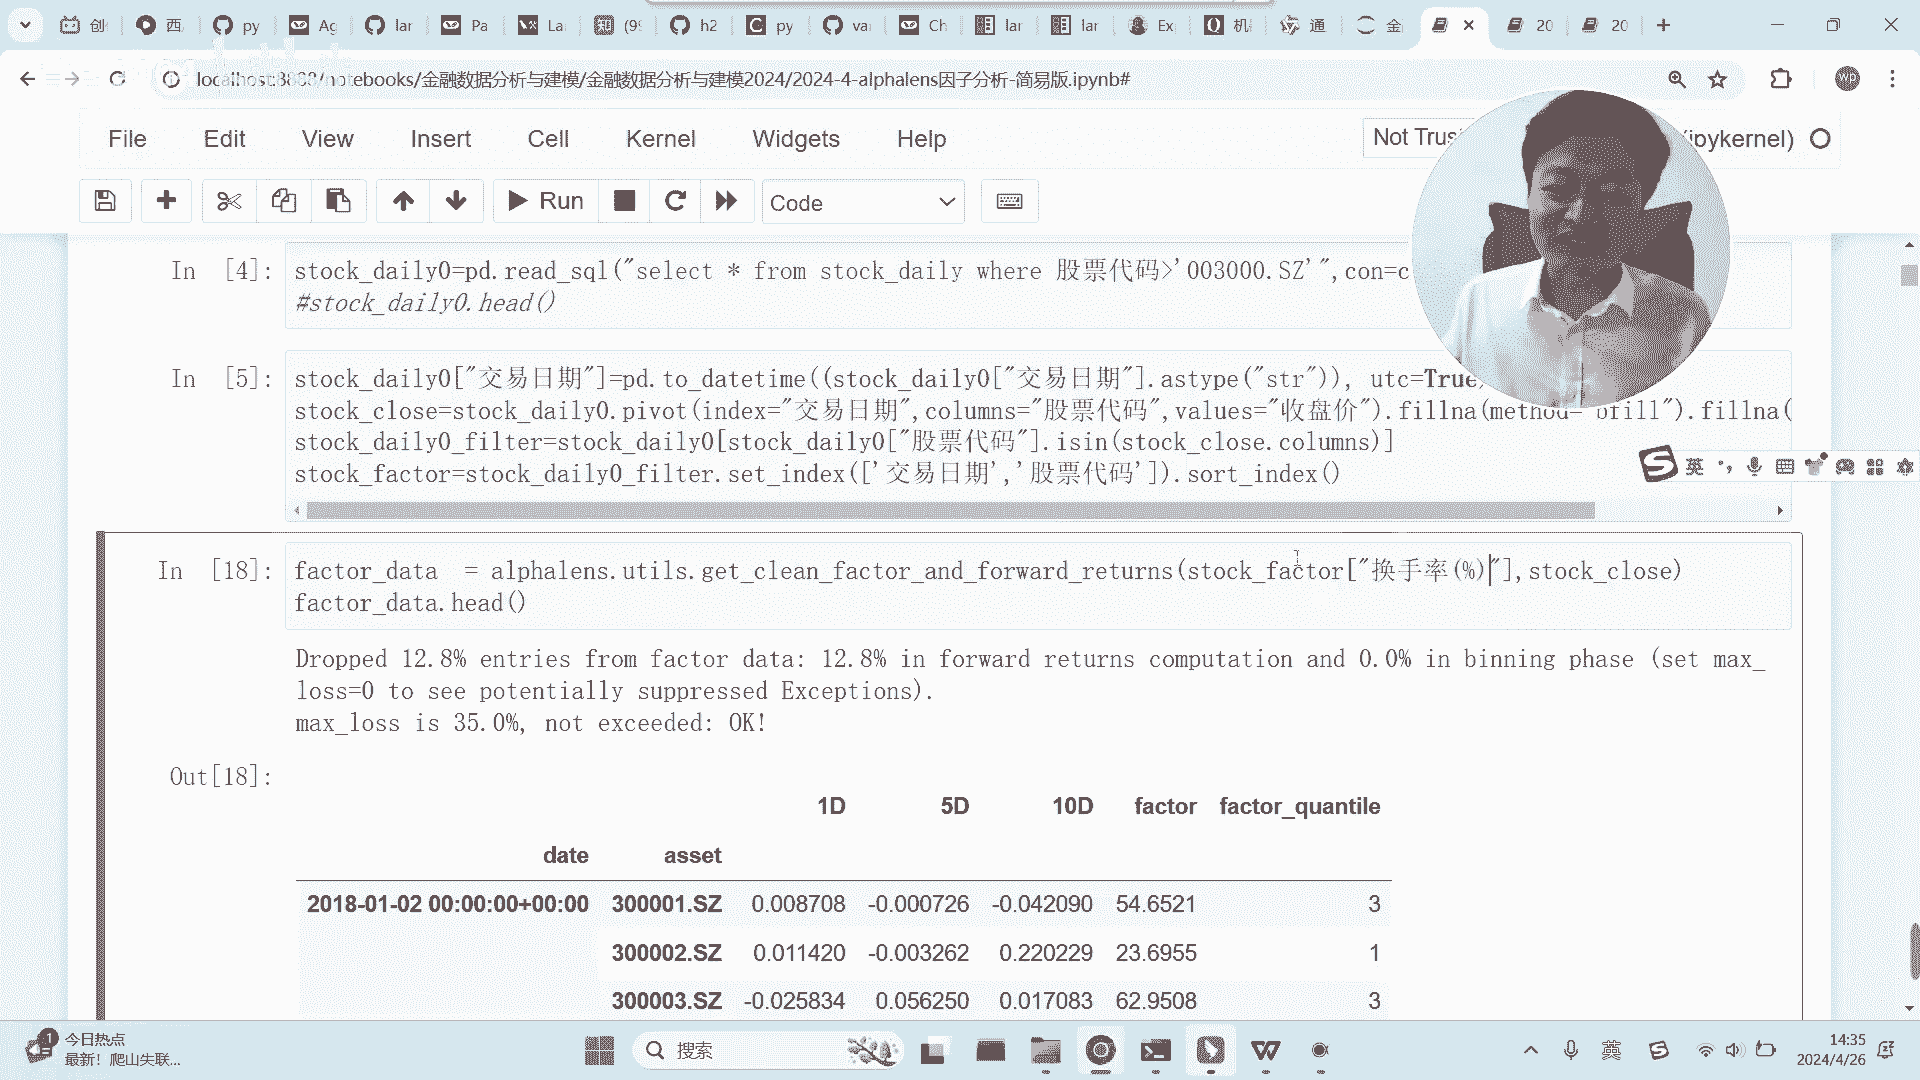 创
西
py
Ag
lar
Pa
La
(9
h2
py
va
Ch
lar
lar
Ex
机
通
金
20
20
localhost:8888/notebooks/金融数据分析与建模/金融数据分析与建模2024/2024-4-alphalens因子分析-简易版.ipynb#
wp
File Edit View Insert Cell Kernel Widgets Help
Not Trus
(ipykernel)
Run
Code
In [4]:
stock_daily0=pd.read_sql("select * from stock_daily where 股票代码>'003000.SZ'",con=c
#stock_daily0.head()
In [5]:
stock_daily0["交易日期"]=pd.to_datetime((stock_daily0["交易日期"].astype("str")), utc=True
stock_close=stock_daily0.pivot(index="交易日期",columns="股票代码",values="收盘价").fillna(method="bfill").fillna(
stock_daily0_filter=stock_daily0[stock_daily0["股票代码"].isin(stock_close.columns)]
stock_factor=stock_daily0_filter.set_index(['交易日期','股票代码']).sort_index()
英
In [18]:
factor_data = alphalens.utils.get_clean_factor_and_forward_returns(stock_factor["换手率(%)"],stock_close)
factor_data.head()
Dropped 12.8% entries from factor data: 12.8% in forward returns computation and 0.0% in binning phase (set max_
loss=0 to see potentially suppressed Exceptions).
max_loss is 35.0%, not exceeded: OK!
Out[18]:
1D 5D 10D factor factor_quantile
date asset
2018-01-02 00:00:00+00:00 300001.SZ 0.008708 -0.000726 -0.042090 54.6521 3
300002.SZ 0.011420 -0.003262 0.220229 23.6955 1
300003.SZ -0.025834 0.056250 0.017083 62.9508 3
1
今日热点
最新！爬山失联...
搜索
英
14:35
2024/4/26